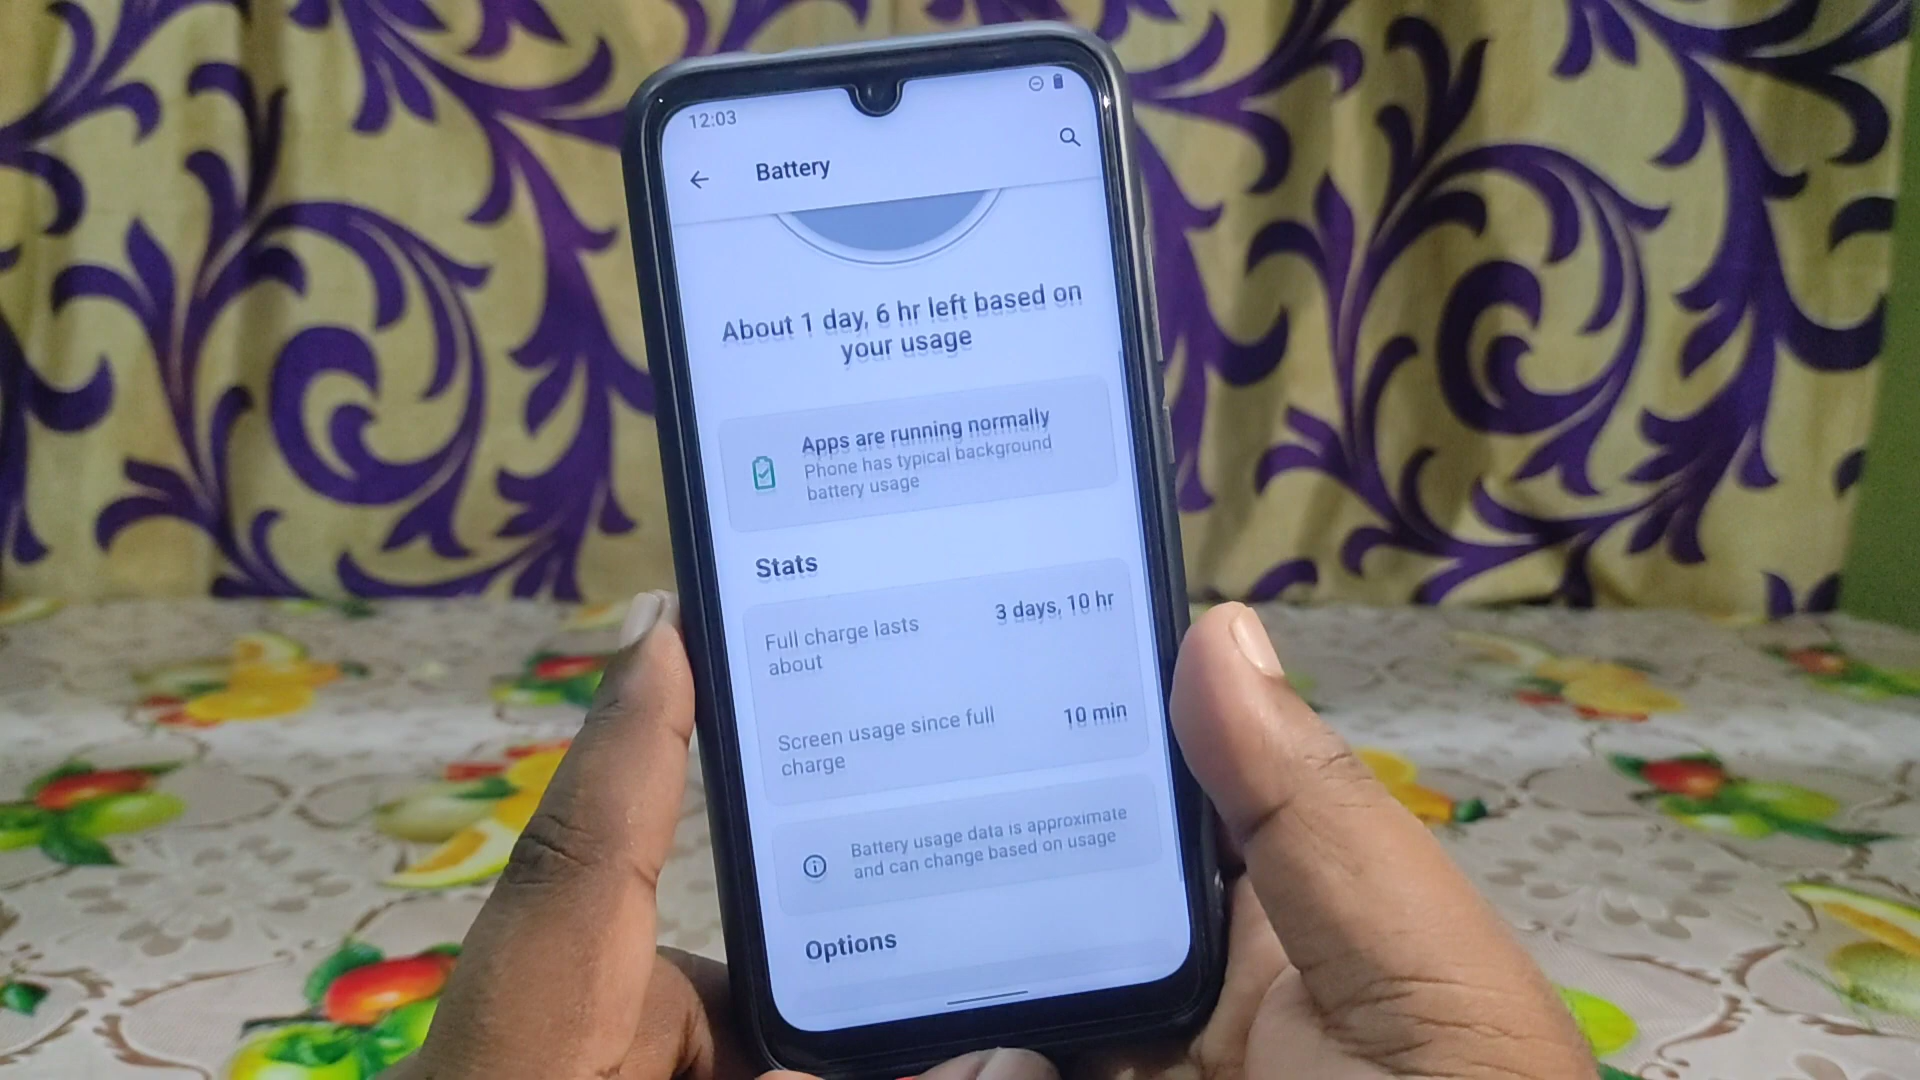 12:03
Battery
About 1 day, 6 hr left based on
your usage
Apps are running normally
Phone has typical background
battery usage
Stats
Full charge lasts
about
3 days, 10 hr
Screen usage since full
charge
10 min
Battery usage data is approximate
and can change based on usage
Options